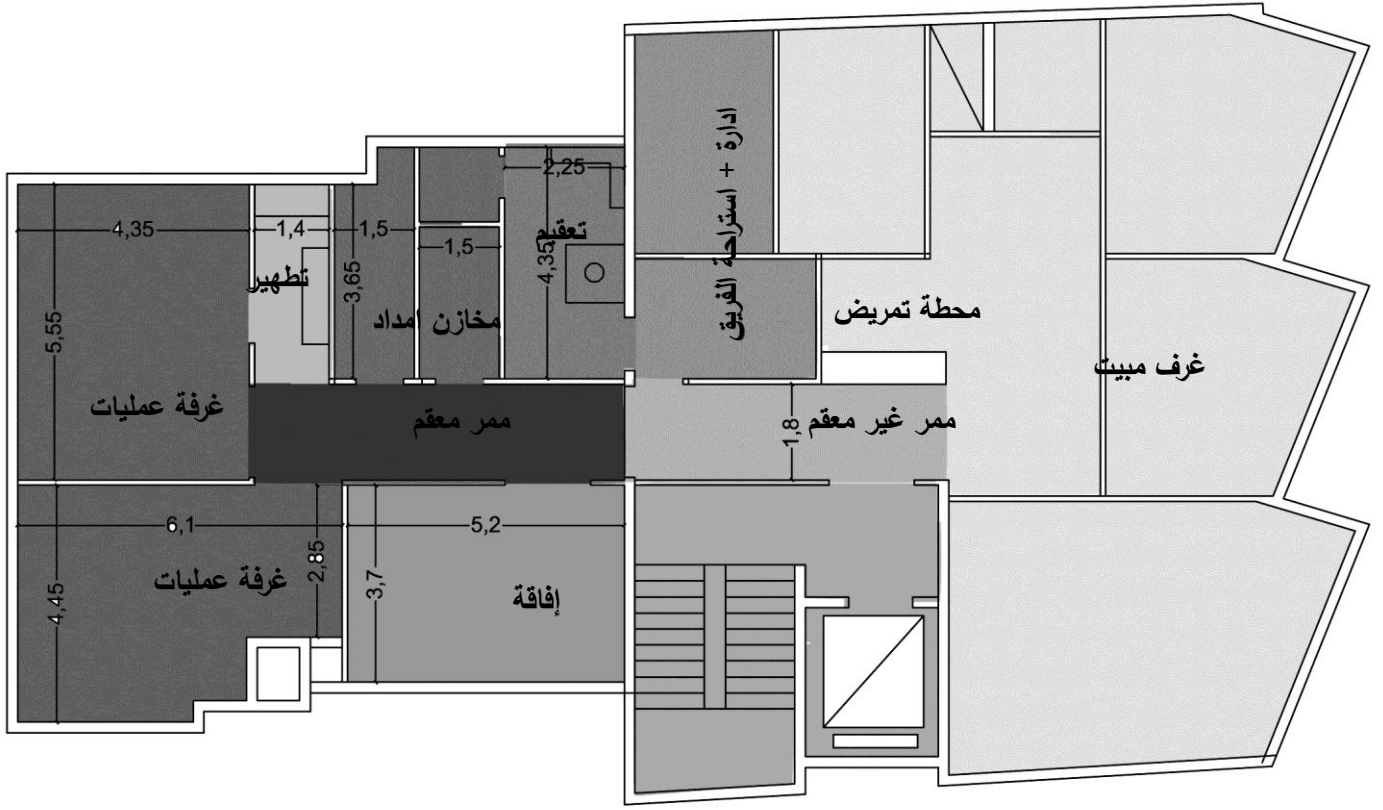 ادارة + استراحة الفريق
2,25
4,35
1,4
1,5
1,5
تعقيم
4,35
تطهير
3,65
5,55
مخازن امداد
محطة تمريض
غرف مبيت
غرفة عمليات
ممر معقم
1,8
ممر غير معقم
6,1
5,2
2,85
غرفة عمليات
3,7
إفاقة
4,45